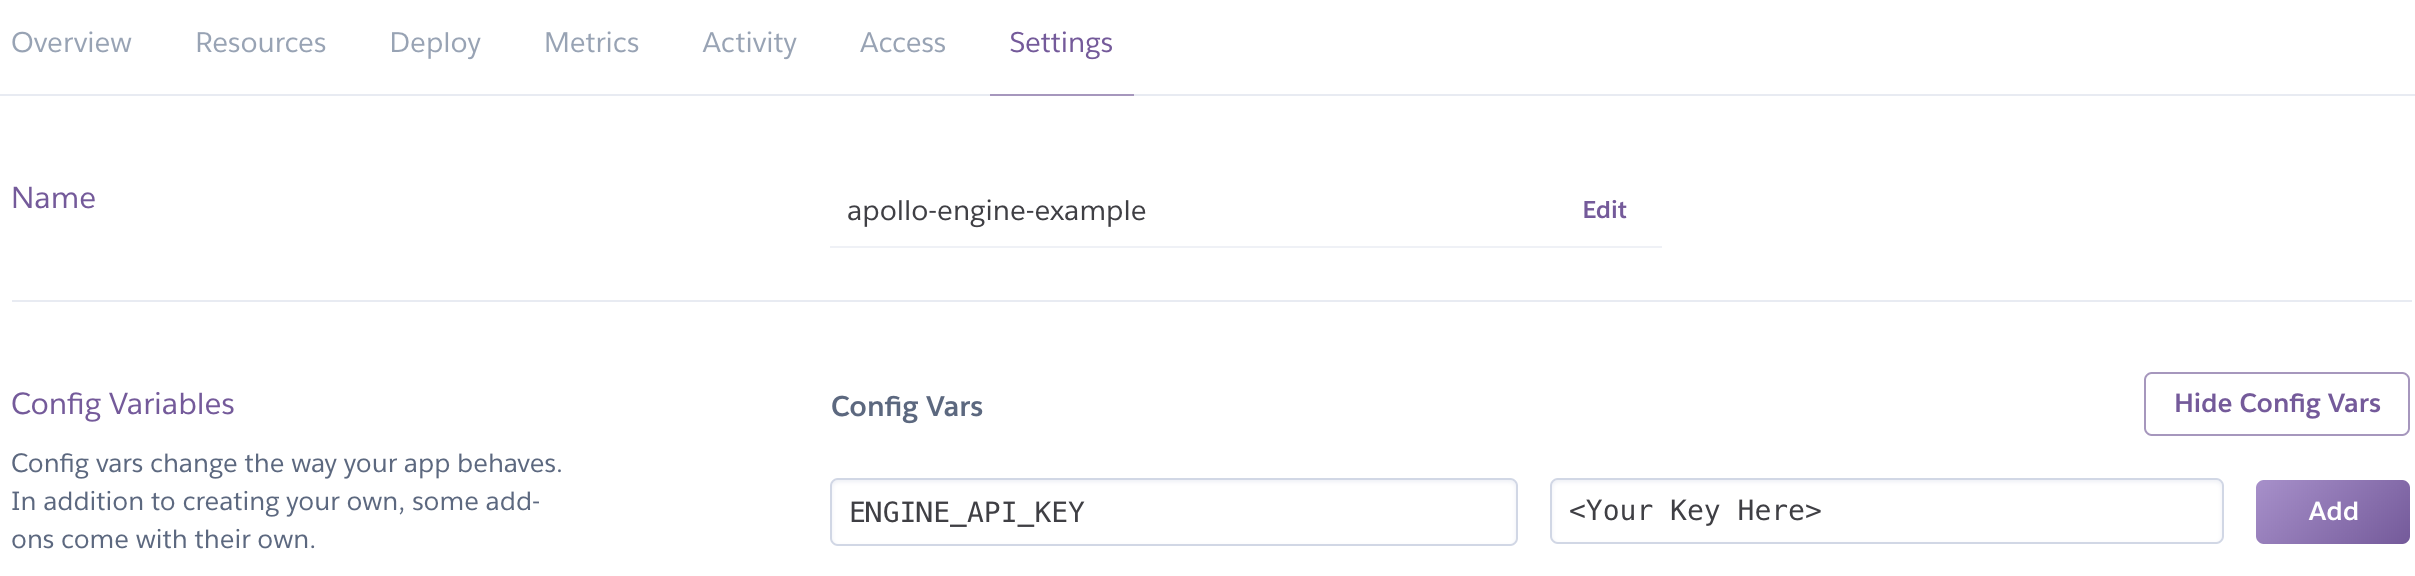 Overview Resources Deploy Metrics Activity Access Settings
Name
apollo-engine-example Edit
Config Variables
Config vars change the way your app behaves.
In addition to creating your own, some add-
ons come with their own.
Config Vars Hide Config Vars
ENGINE_API_KEY <Your Key Here> Add